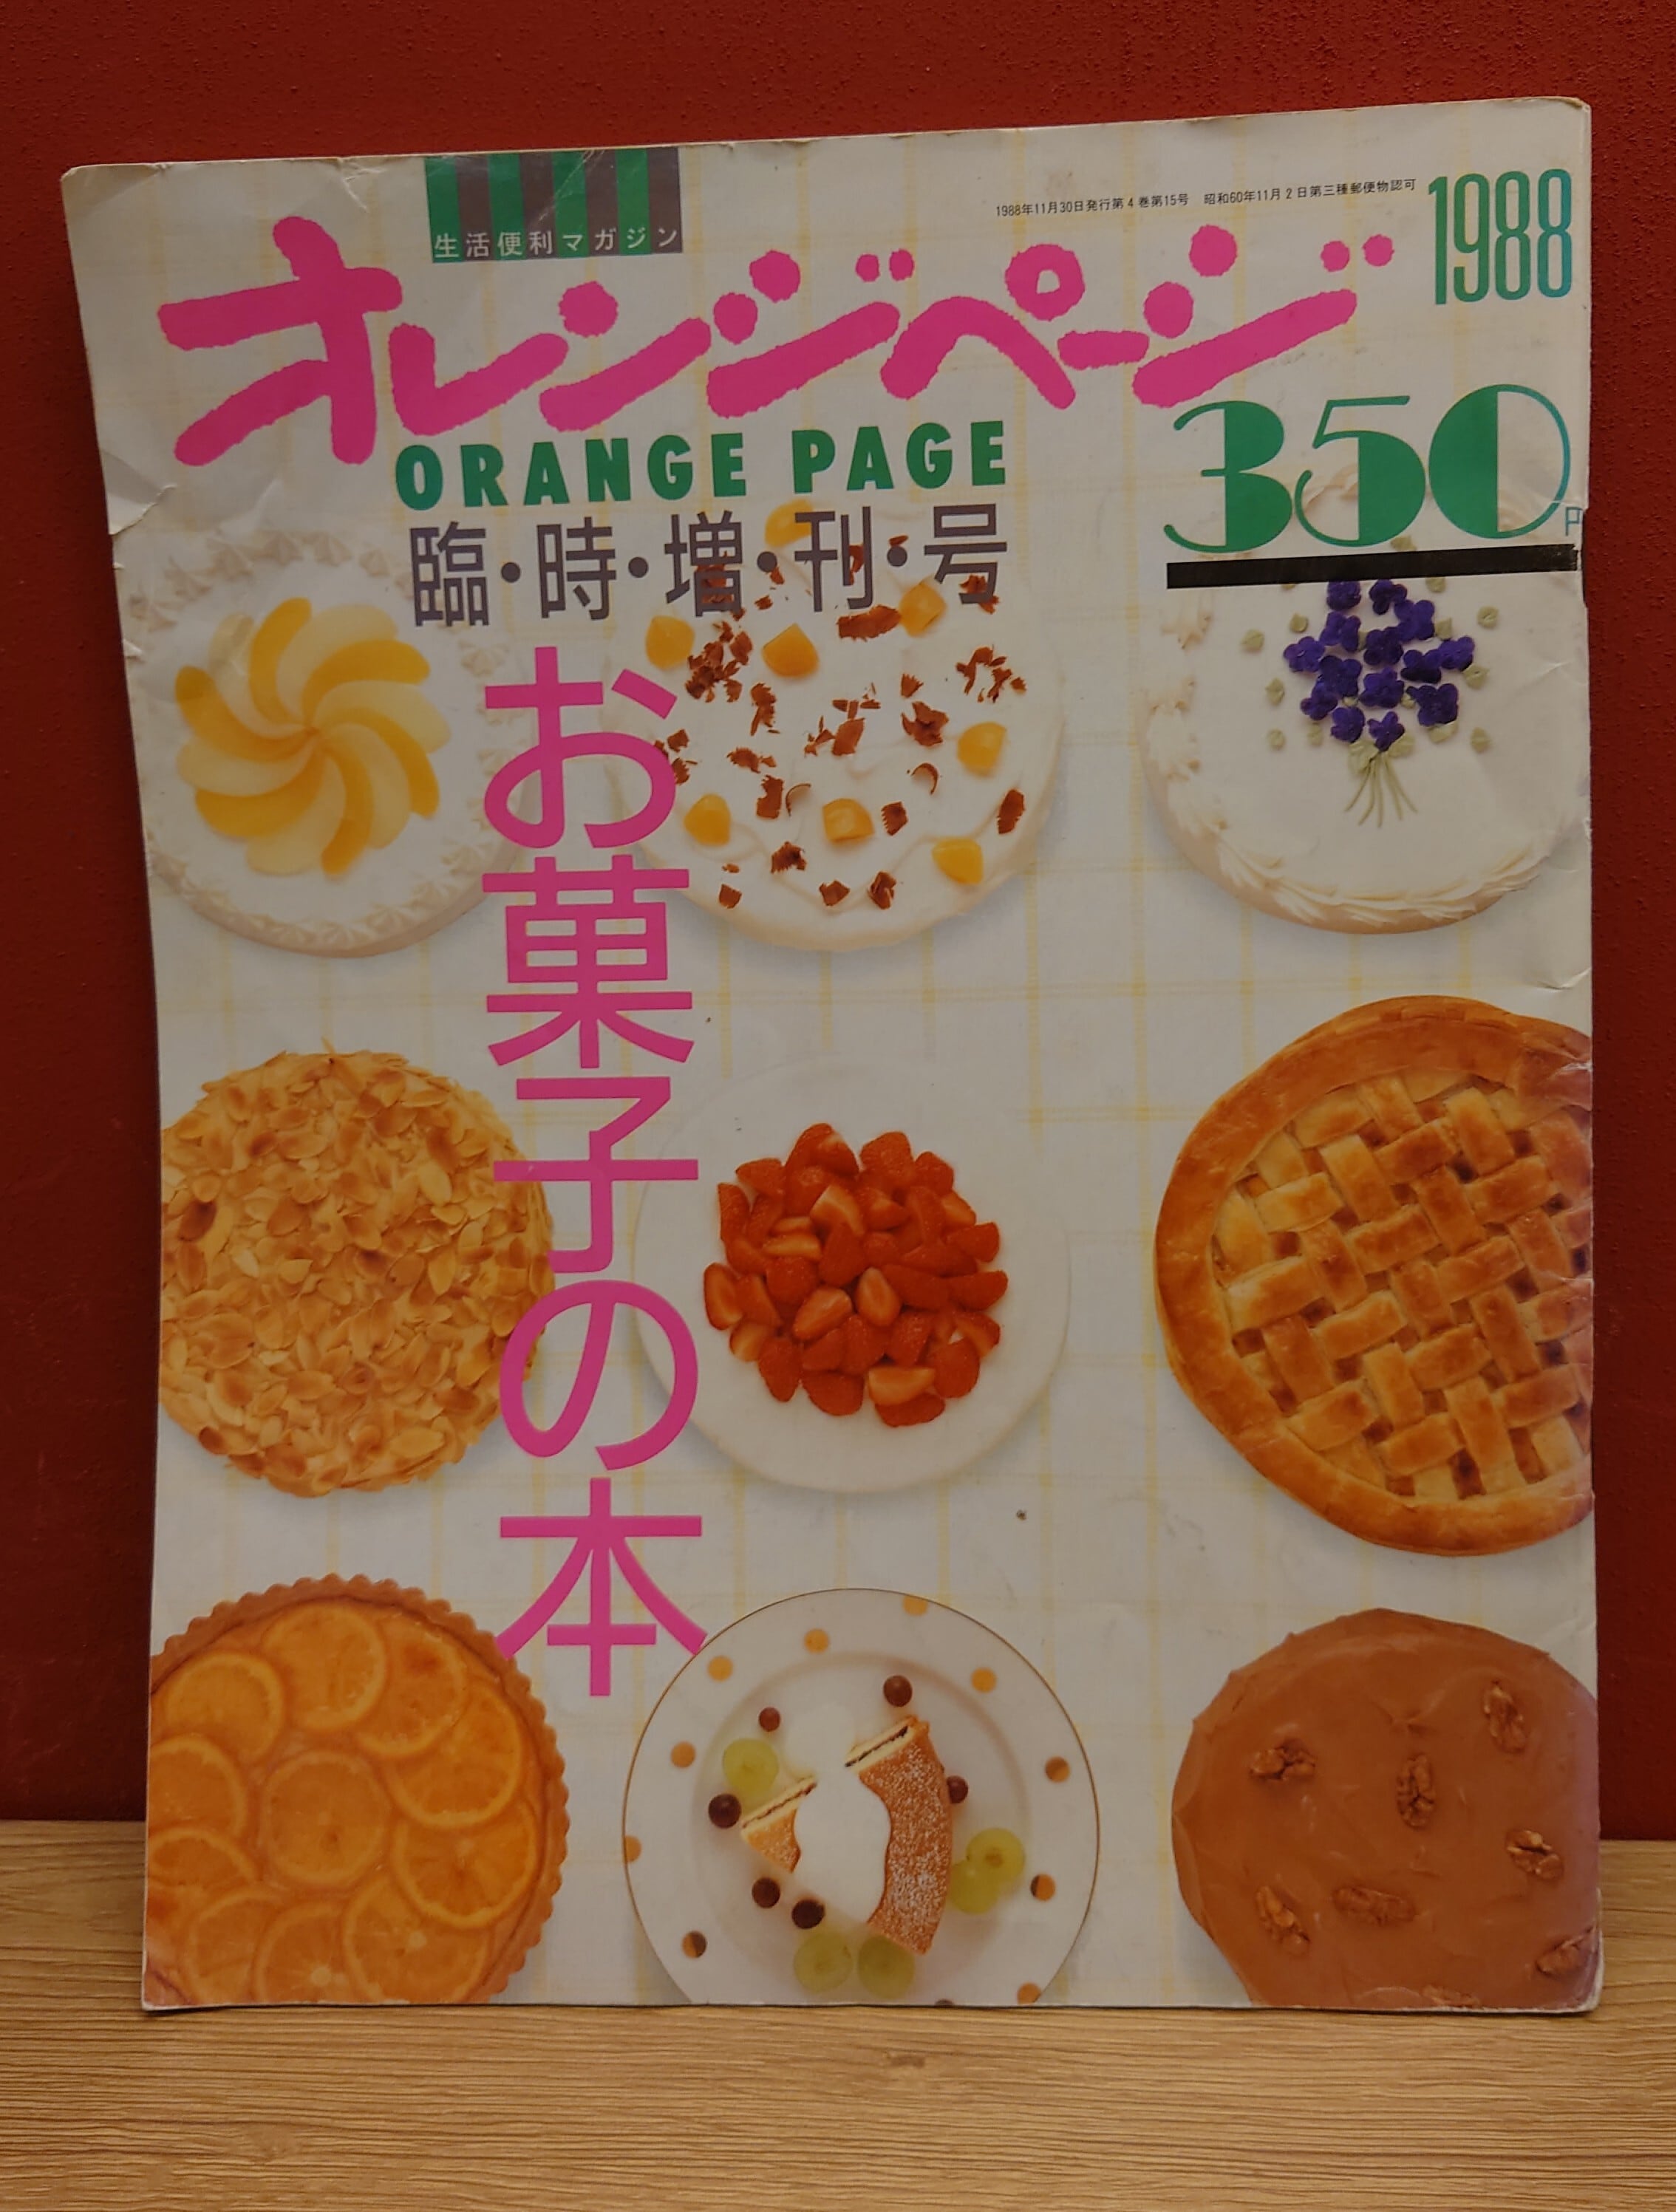 1988年11月30日発行第4巻第15号 昭和60年11月2日第三種郵便物認可
1988
生活便利マガジン
オレンジページ
ORANGE PAGE
350円
臨・時・増・刊・号
お菓子の本